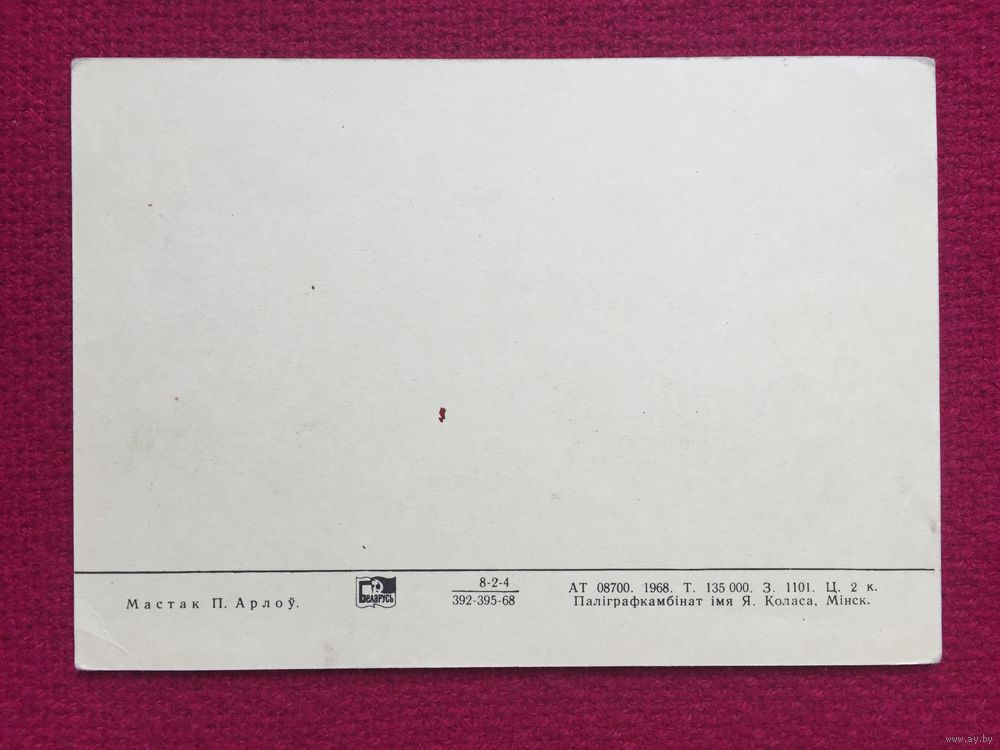 Мастак П. Арлоў.
Беларусь
8-2-4
392-395-68
АТ 08700. 1968. Т. 135 000. З. 1101. Ц. 2 к.
Паліграфкамбінат імя Я. Коласа, Мінск.
www.ay.by